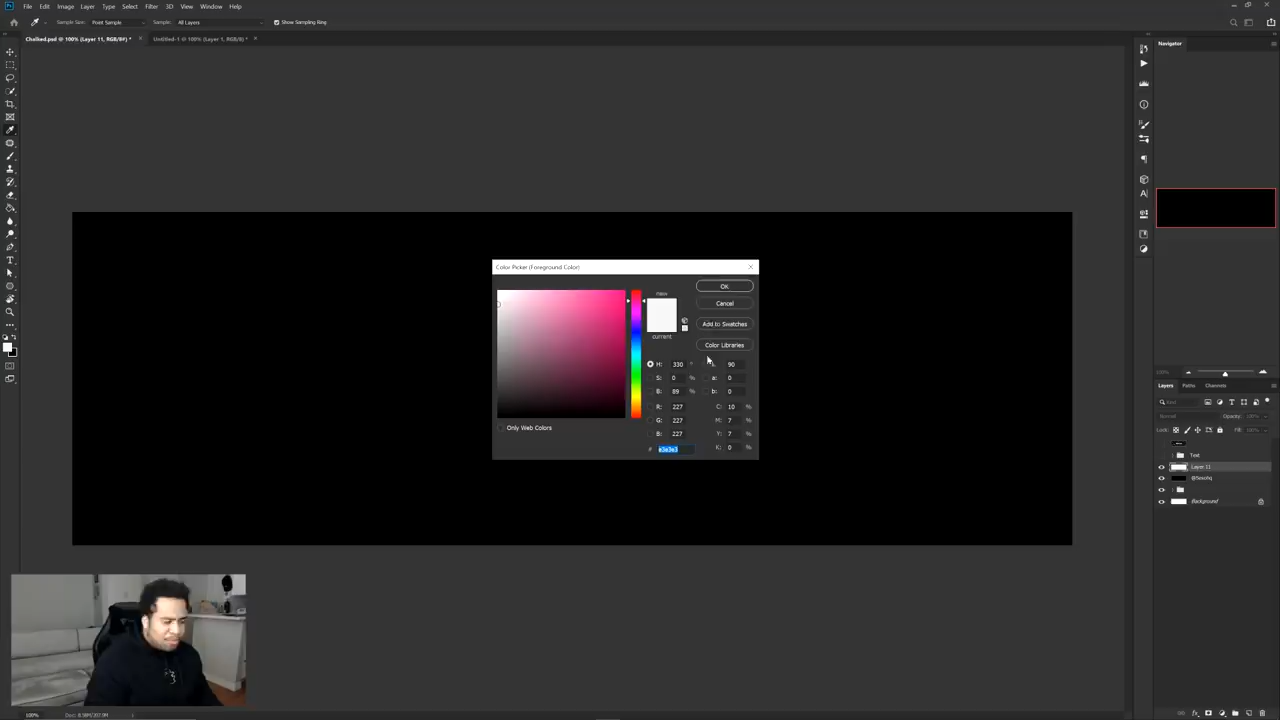 File Edit Image Layer Type Select Filter 3D View Window Help
Sample Size: Point Sample Sample: All Layers Show Sampling Ring
Chalked.psd @ 100% (Layer 11, RGB/8#) * × Untitled-1 @ 100% (Layer 1, RGB/8) * ×
Navigator
Color Picker (Foreground Color)
new
current
OK
Cancel
Add to Swatches
Color Libraries
H: 330 ° L: 90
S: 0 % a: 0
B: 89 % b: 0
R: 227 C: 10 %
G: 227 M: 7 %
B: 227 Y: 7 %
# e3e3e3 K: 0 %
Only Web Colors
100%
Layers Paths Channels
Kind
Normal Opacity: 100%
Lock: Fill: 100%
Text
Layer 11
Background
100%